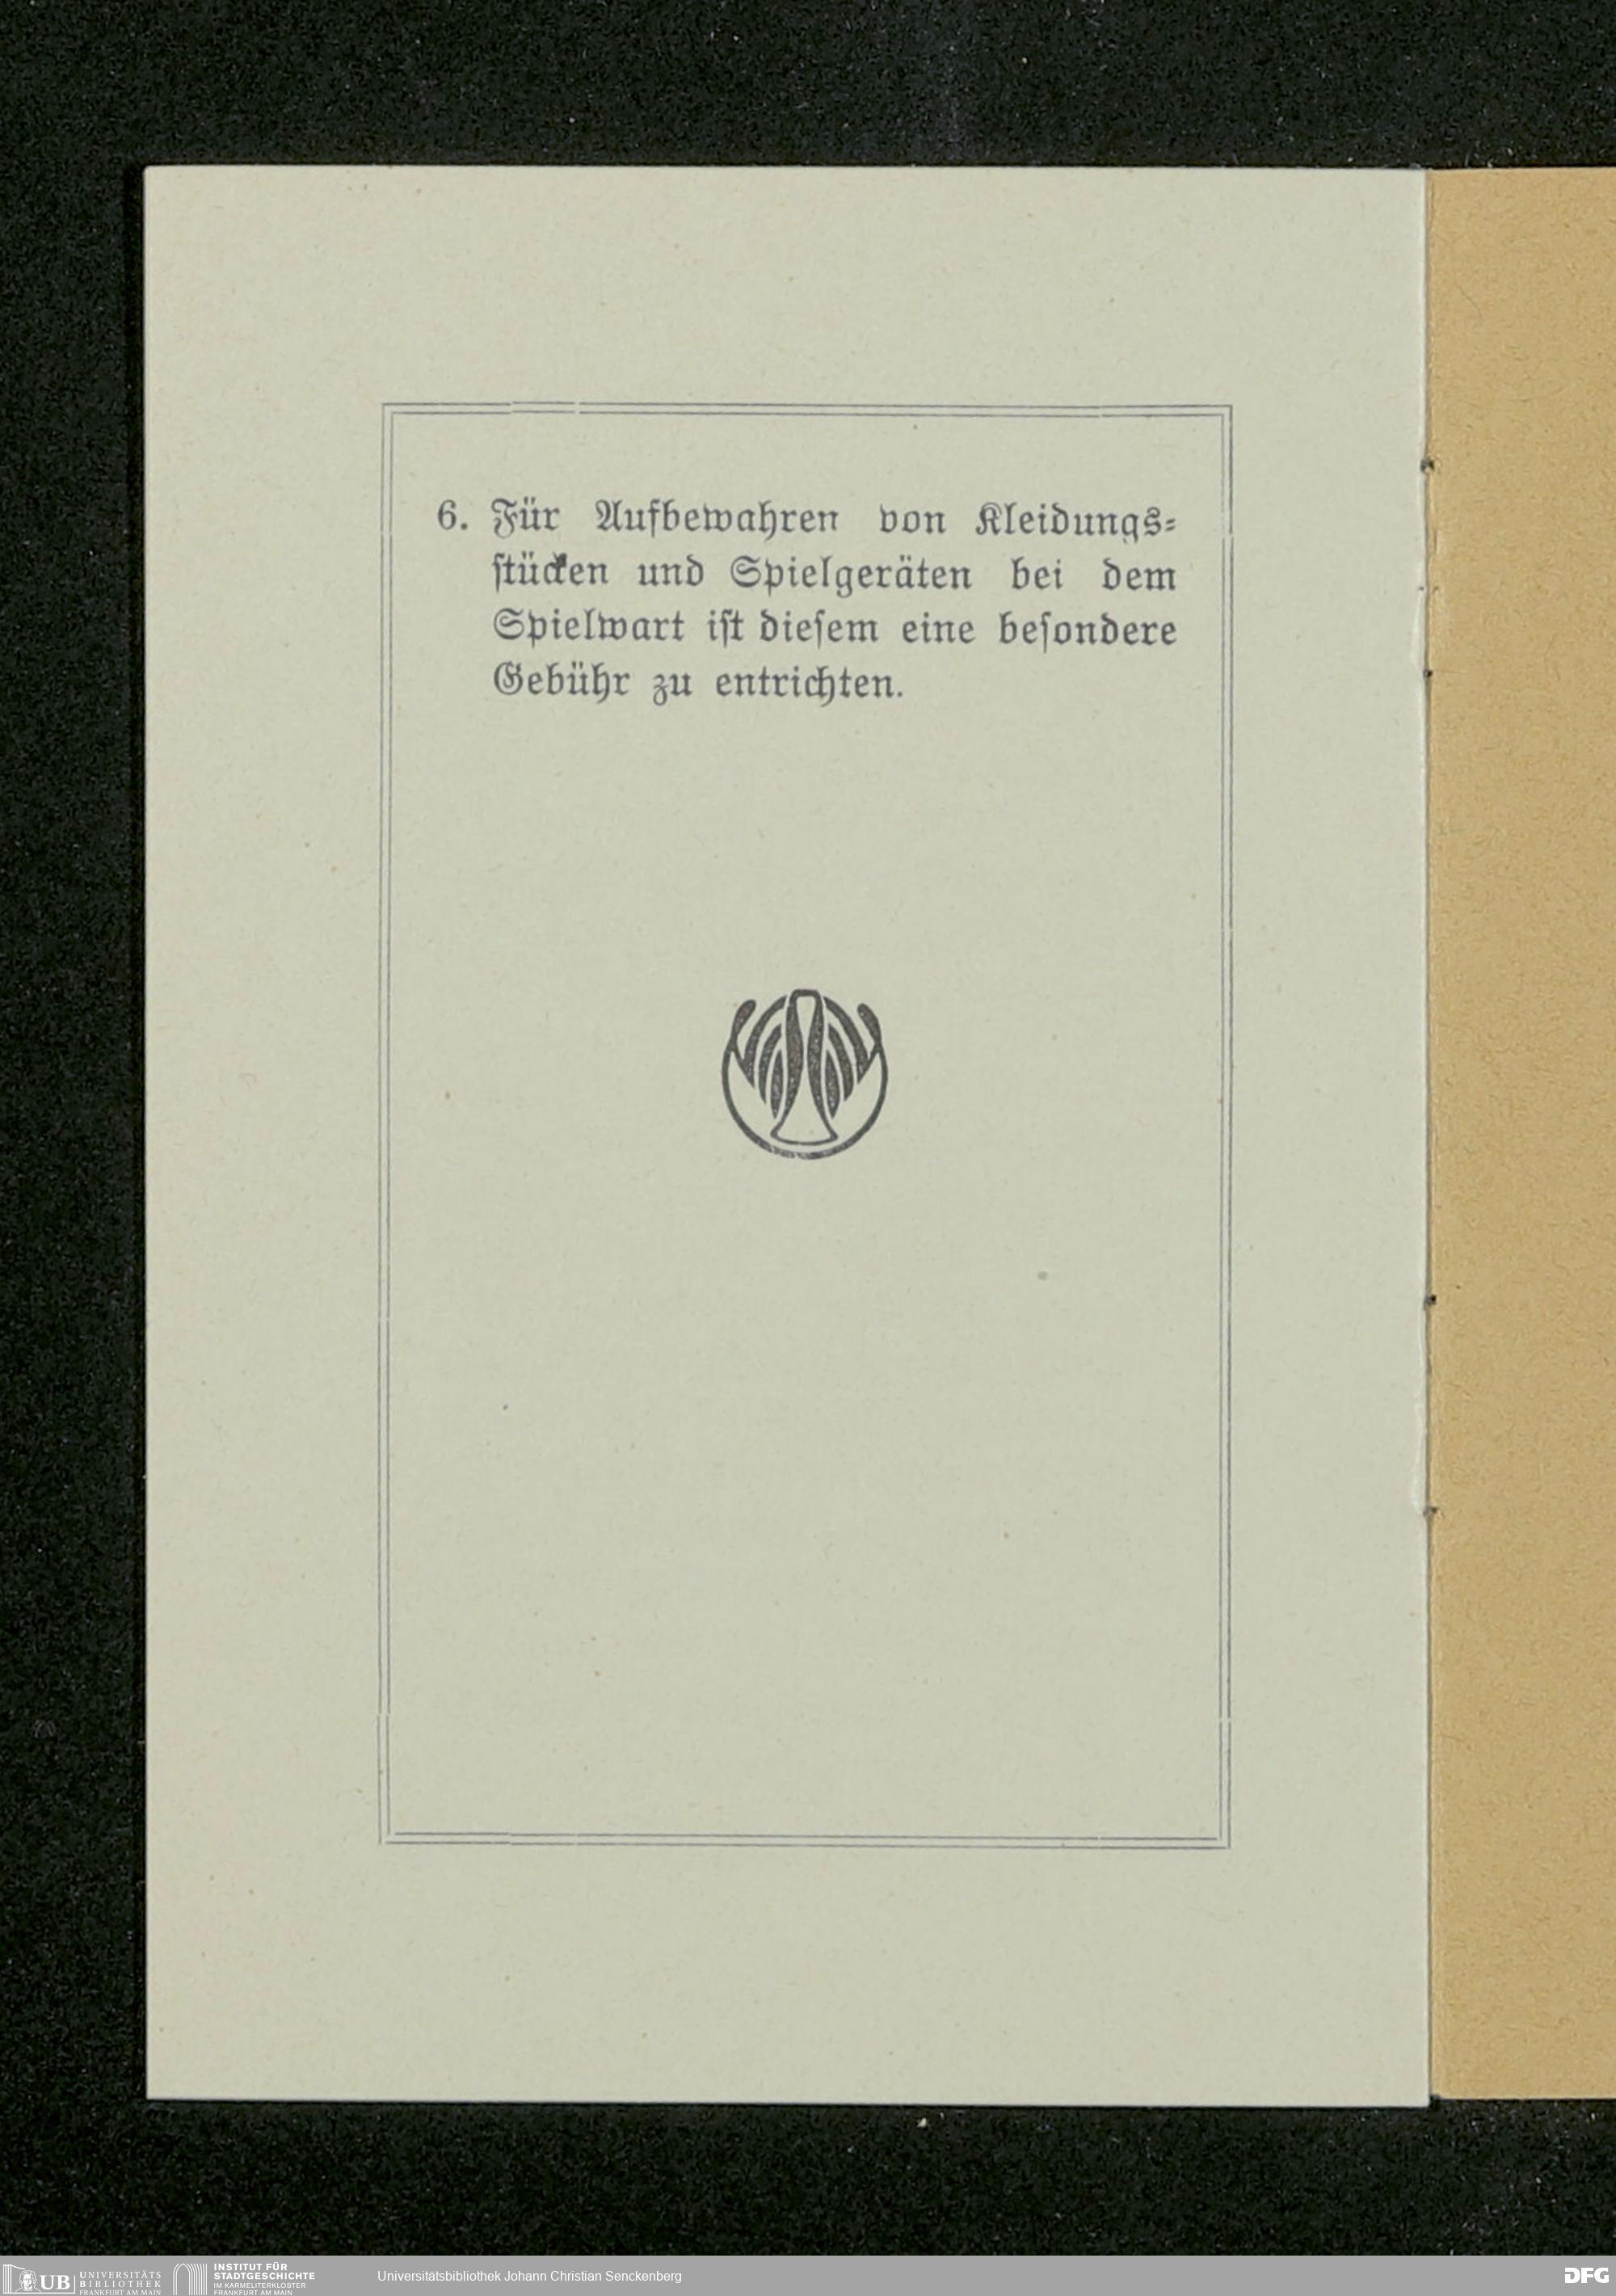 6. Für Aufbewahren von Kleidungs-
stücken und Spielgeräten bei dem
Spielwart ist diesem eine besondere
Gebühr zu entrichten.
UB
UNIVERSITÄTS
BIBLIOTHEK
FRANKFURT AM MAIN
INSTITUT FÜR
STADTGESCHICHTE
IM KARMELITERKLOSTER
FRANKFURT AM MAIN
Universitätsbibliothek Johann Christian Senckenberg
DFG